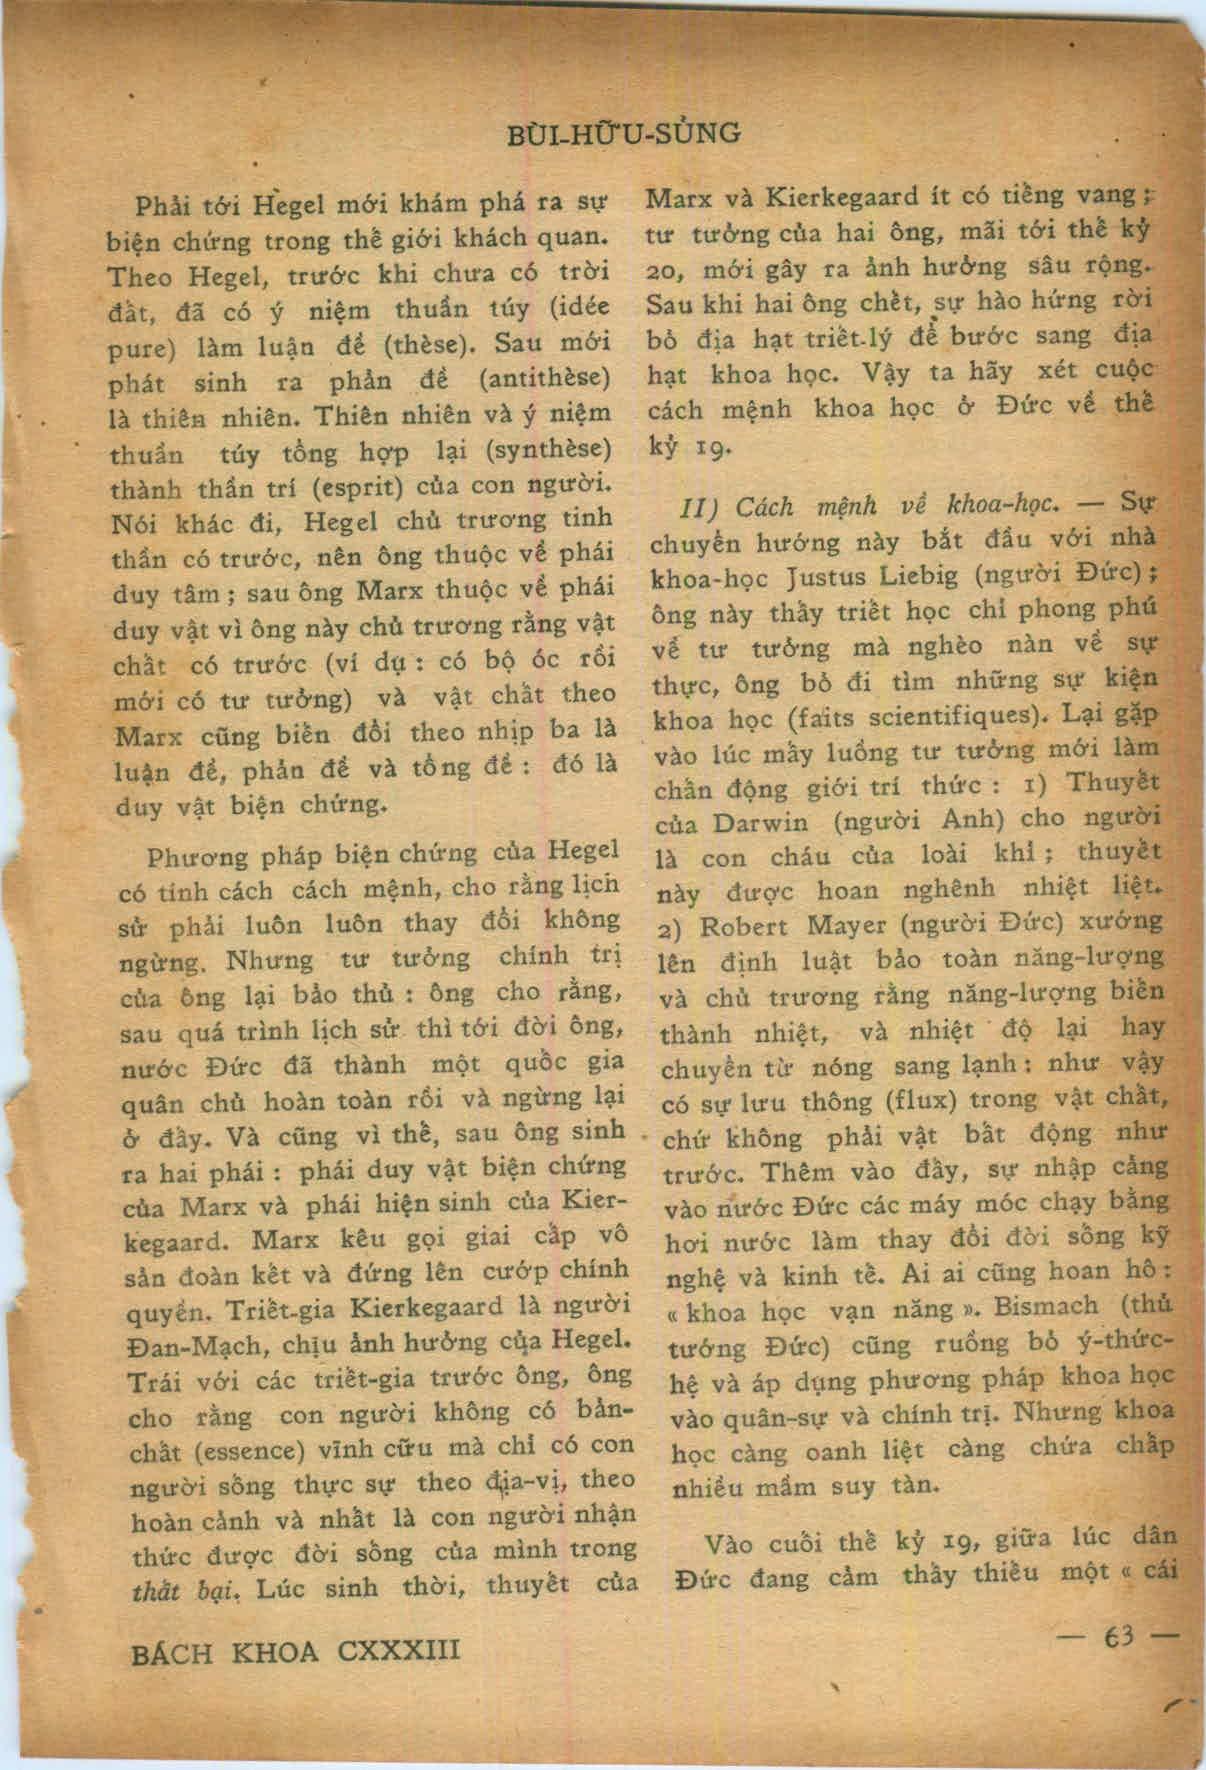 BÙI-HỮU-SỦNG
Phải tới Hegel mới khám phá ra sự
biện chứng trong thế giới khách quan.
Theo Hegel, trước khi chưa có trời
đất, đã có ý niệm thuần túy (idée
pure) làm luận đề (thèse). Sau mới
phát sinh ra phản đề (antithèse)
là thiên nhiên. Thiên nhiên và ý niệm
thuần túy tổng hợp lại (synthèse)
thành thần trí (esprit) của con người.
Nói khác đi, Hegel chủ trương tinh
thần có trước, nên ông thuộc về phái
duy tâm ; sau ông Marx thuộc về phái
duy vật vì ông này chủ trương rằng vật
chất có trước (ví dụ : có bộ óc rồi
mới có tư tưởng) và vật chất theo
Marx cũng biến đổi theo nhịp ba là
luận đề, phản đề và tổng đề : đó là
duy vật biện chứng.
Phương pháp biện chứng của Hegel
có tính cách cách mệnh, cho rằng lịch
sử phải luôn luôn thay đổi không
ngừng. Nhưng tư tưởng chính trị
của ông lại bảo thủ : ông cho rằng,
sau quá trình lịch sử thì tới đời ông,
nước Đức đã thành một quốc gia
quân chủ hoàn toàn rồi và ngừng lại
ở đấy. Và cũng vì thế, sau ông sinh
ra hai phái : phái duy vật biện chứng
của Marx và phái hiện sinh của Kier-
kegaard. Marx kêu gọi giai cấp vô
sản đoàn kết và đứng lên cướp chính
quyền. Triết-gia Kierkegaard là người
Đan-Mạch, chịu ảnh hưởng của Hegel.
Trái với các triết-gia trước ông, ông
cho rằng con người không có bản-
chất (essence) vĩnh cữu mà chỉ có con
người sống thực sự theo địa-vị, theo
hoàn cảnh và nhất là con người nhận
thức được đời sống của mình trong
thất bại. Lúc sinh thời, thuyết của
Marx và Kierkegaard ít có tiếng vang ;
tư tưởng của hai ông, mãi tới thế kỷ
20, mới gây ra ảnh hưởng sâu rộng.
Sau khi hai ông chết, sự hào hứng rời
bỏ địa hạt triết-lý để bước sang địa
hạt khoa học. Vậy ta hãy xét cuộc
cách mệnh khoa học ở Đức về thế
kỷ 19.
II) Cách mệnh về khoa-học. — Sự
chuyển hướng này bắt đầu với nhà
khoa-học Justus Liebig (người Đức) ;
ông này thấy triết học chỉ phong phú
về tư tưởng mà nghèo nàn về sự
thực, ông bỏ đi tìm những sự kiện
khoa học (faits scientifiques). Lại gặp
vào lúc mấy luồng tư tưởng mới làm
chấn động giới trí thức : 1) Thuyết
của Darwin (người Anh) cho người
là con cháu của loài khỉ ; thuyết
này được hoan nghênh nhiệt liệt.
2) Robert Mayer (người Đức) xướng
lên định luật bảo toàn năng-lượng
và chủ trương rằng năng-lượng biến
thành nhiệt, và nhiệt độ lại hay
chuyển từ nóng sang lạnh : như vậy
có sự lưu thông (flux) trong vật chất,
chứ không phải vật bất động như
trước. Thêm vào đấy, sự nhập cảng
vào nước Đức các máy móc chạy bằng
hơi nước làm thay đổi đời sống kỹ
nghệ và kinh tế. Ai ai cũng hoan hô :
« khoa học vạn năng ». Bismach (thủ
tướng Đức) cũng ruồng bỏ ý-thức-
hệ và áp dụng phương pháp khoa học
vào quân-sự và chính trị. Nhưng khoa
học càng oanh liệt càng chứa chấp
nhiều mầm suy tàn.
Vào cuối thế kỷ 19, giữa lúc dân
Đức đang cảm thấy thiếu một « cái
BÁCH KHOA CXXXIII
— 63 —